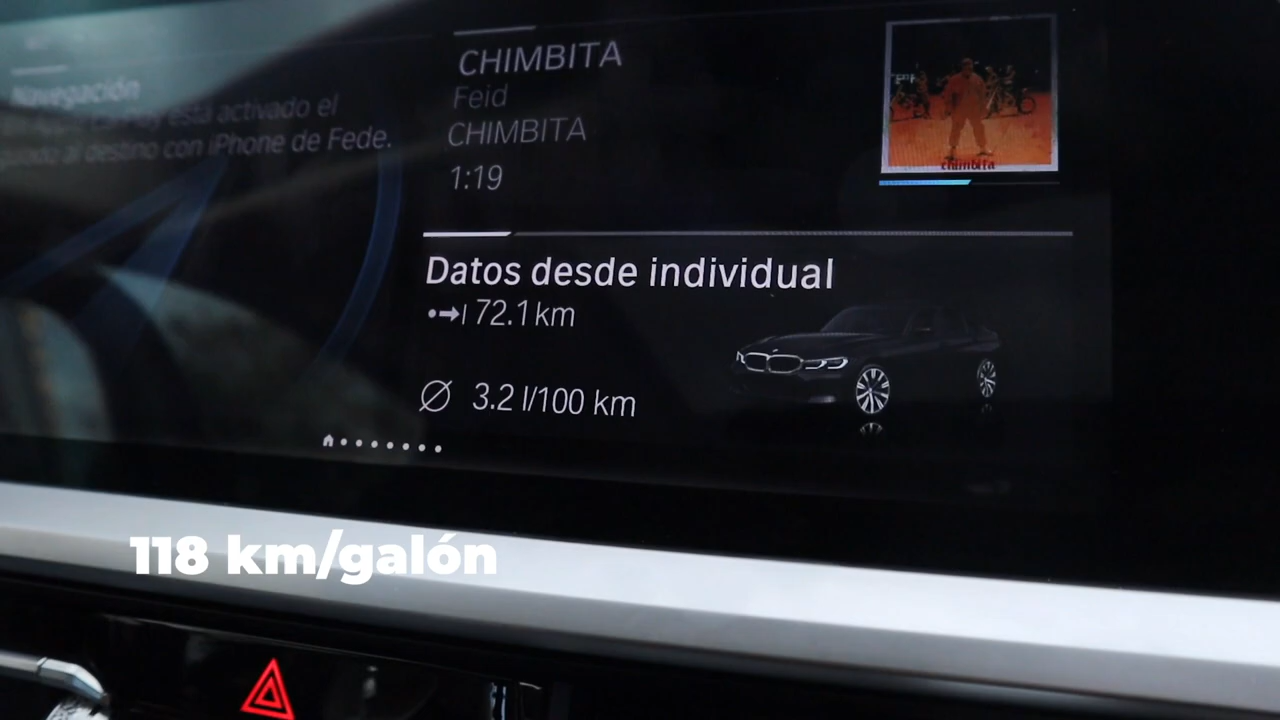 Navegación
está activado el
al destino con iPhone de Fede.
CHIMBITA
Feid
CHIMBITA
1:19
chimbita
Datos desde individual
72.1 km
3.2 l/100 km
118 km/galón